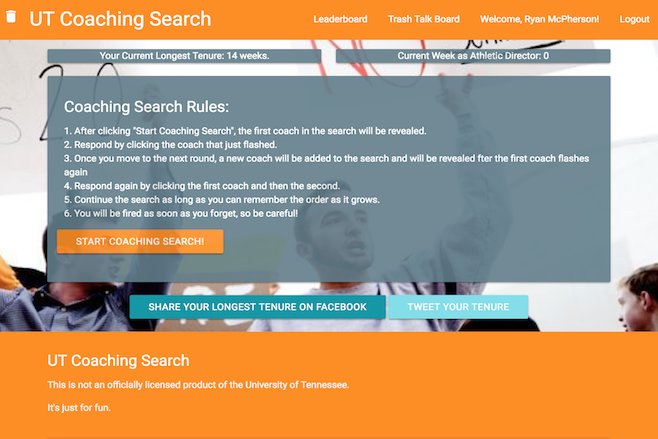 UT Coaching Search
Leaderboard
Trash Talk Board
Welcome, Ryan McPherson!
Logout
Your Current Longest Tenure: 14 weeks.
Current Week as Athletic Director: 0
Coaching Search Rules:
1. After clicking "Start Coaching Search", the first coach in the search will be revealed.
2. Respond by clicking the coach that just flashed.
3. Once you move to the next round, a new coach will be added to the search and will be revealed fter the first coach flashes
again
4. Respond again by clicking the first coach and then the second.
5. Continue the search as long as you can remember the order as it grows.
6. You will be fired as soon as you forget, so be careful!
START COACHING SEARCH!
SHARE YOUR LONGEST TENURE ON FACEBOOK
TWEET YOUR TENURE
UT Coaching Search
This is not an officially licensed product of the University of Tennessee.
It's just for fun.